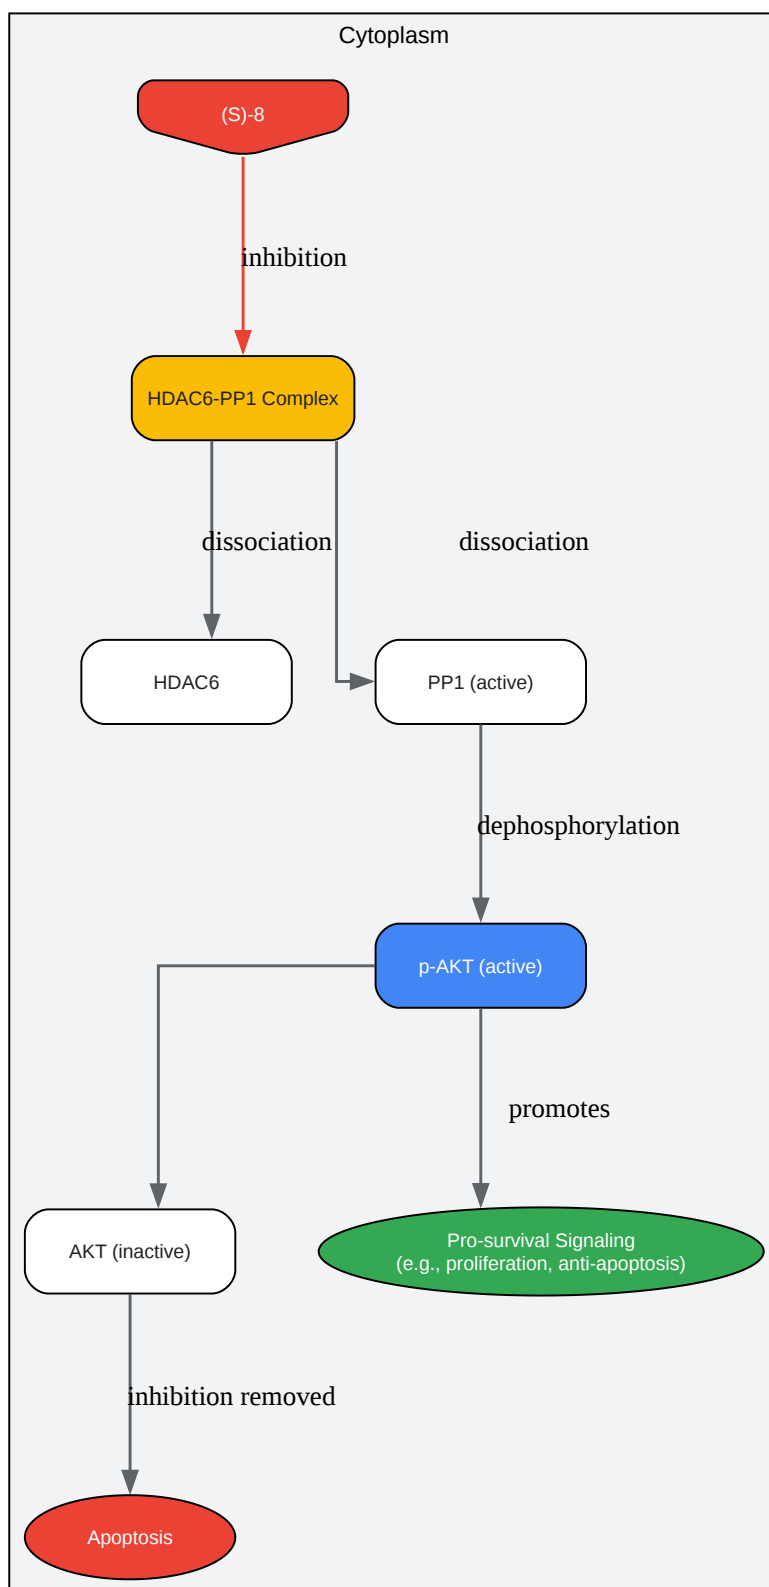 Cytoplasm
(S)-8
inhibition
HDAC6-PP1 Complex
dissociation
dissociation
HDAC6
PP1 (active)
dephosphorylation
p-AKT (active)
promotes
AKT (inactive)
Pro-survival Signaling
(e.g., proliferation, anti-apoptosis)
inhibition removed
Apoptosis